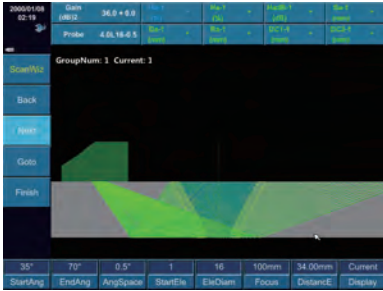 2000/01/08
02:19
Gain
(dB)2
36.0 + 0.0
Probe
4.0L16-0.5
GroupNum: 1 Current: 1
ScanWiz
Back
Next
Goto
Finish
35° 70° 0.5° 1 16 100mm 34.00mm Current
StartAng EndAng AngSpace StartEle EleDiam Focus DistancE Display